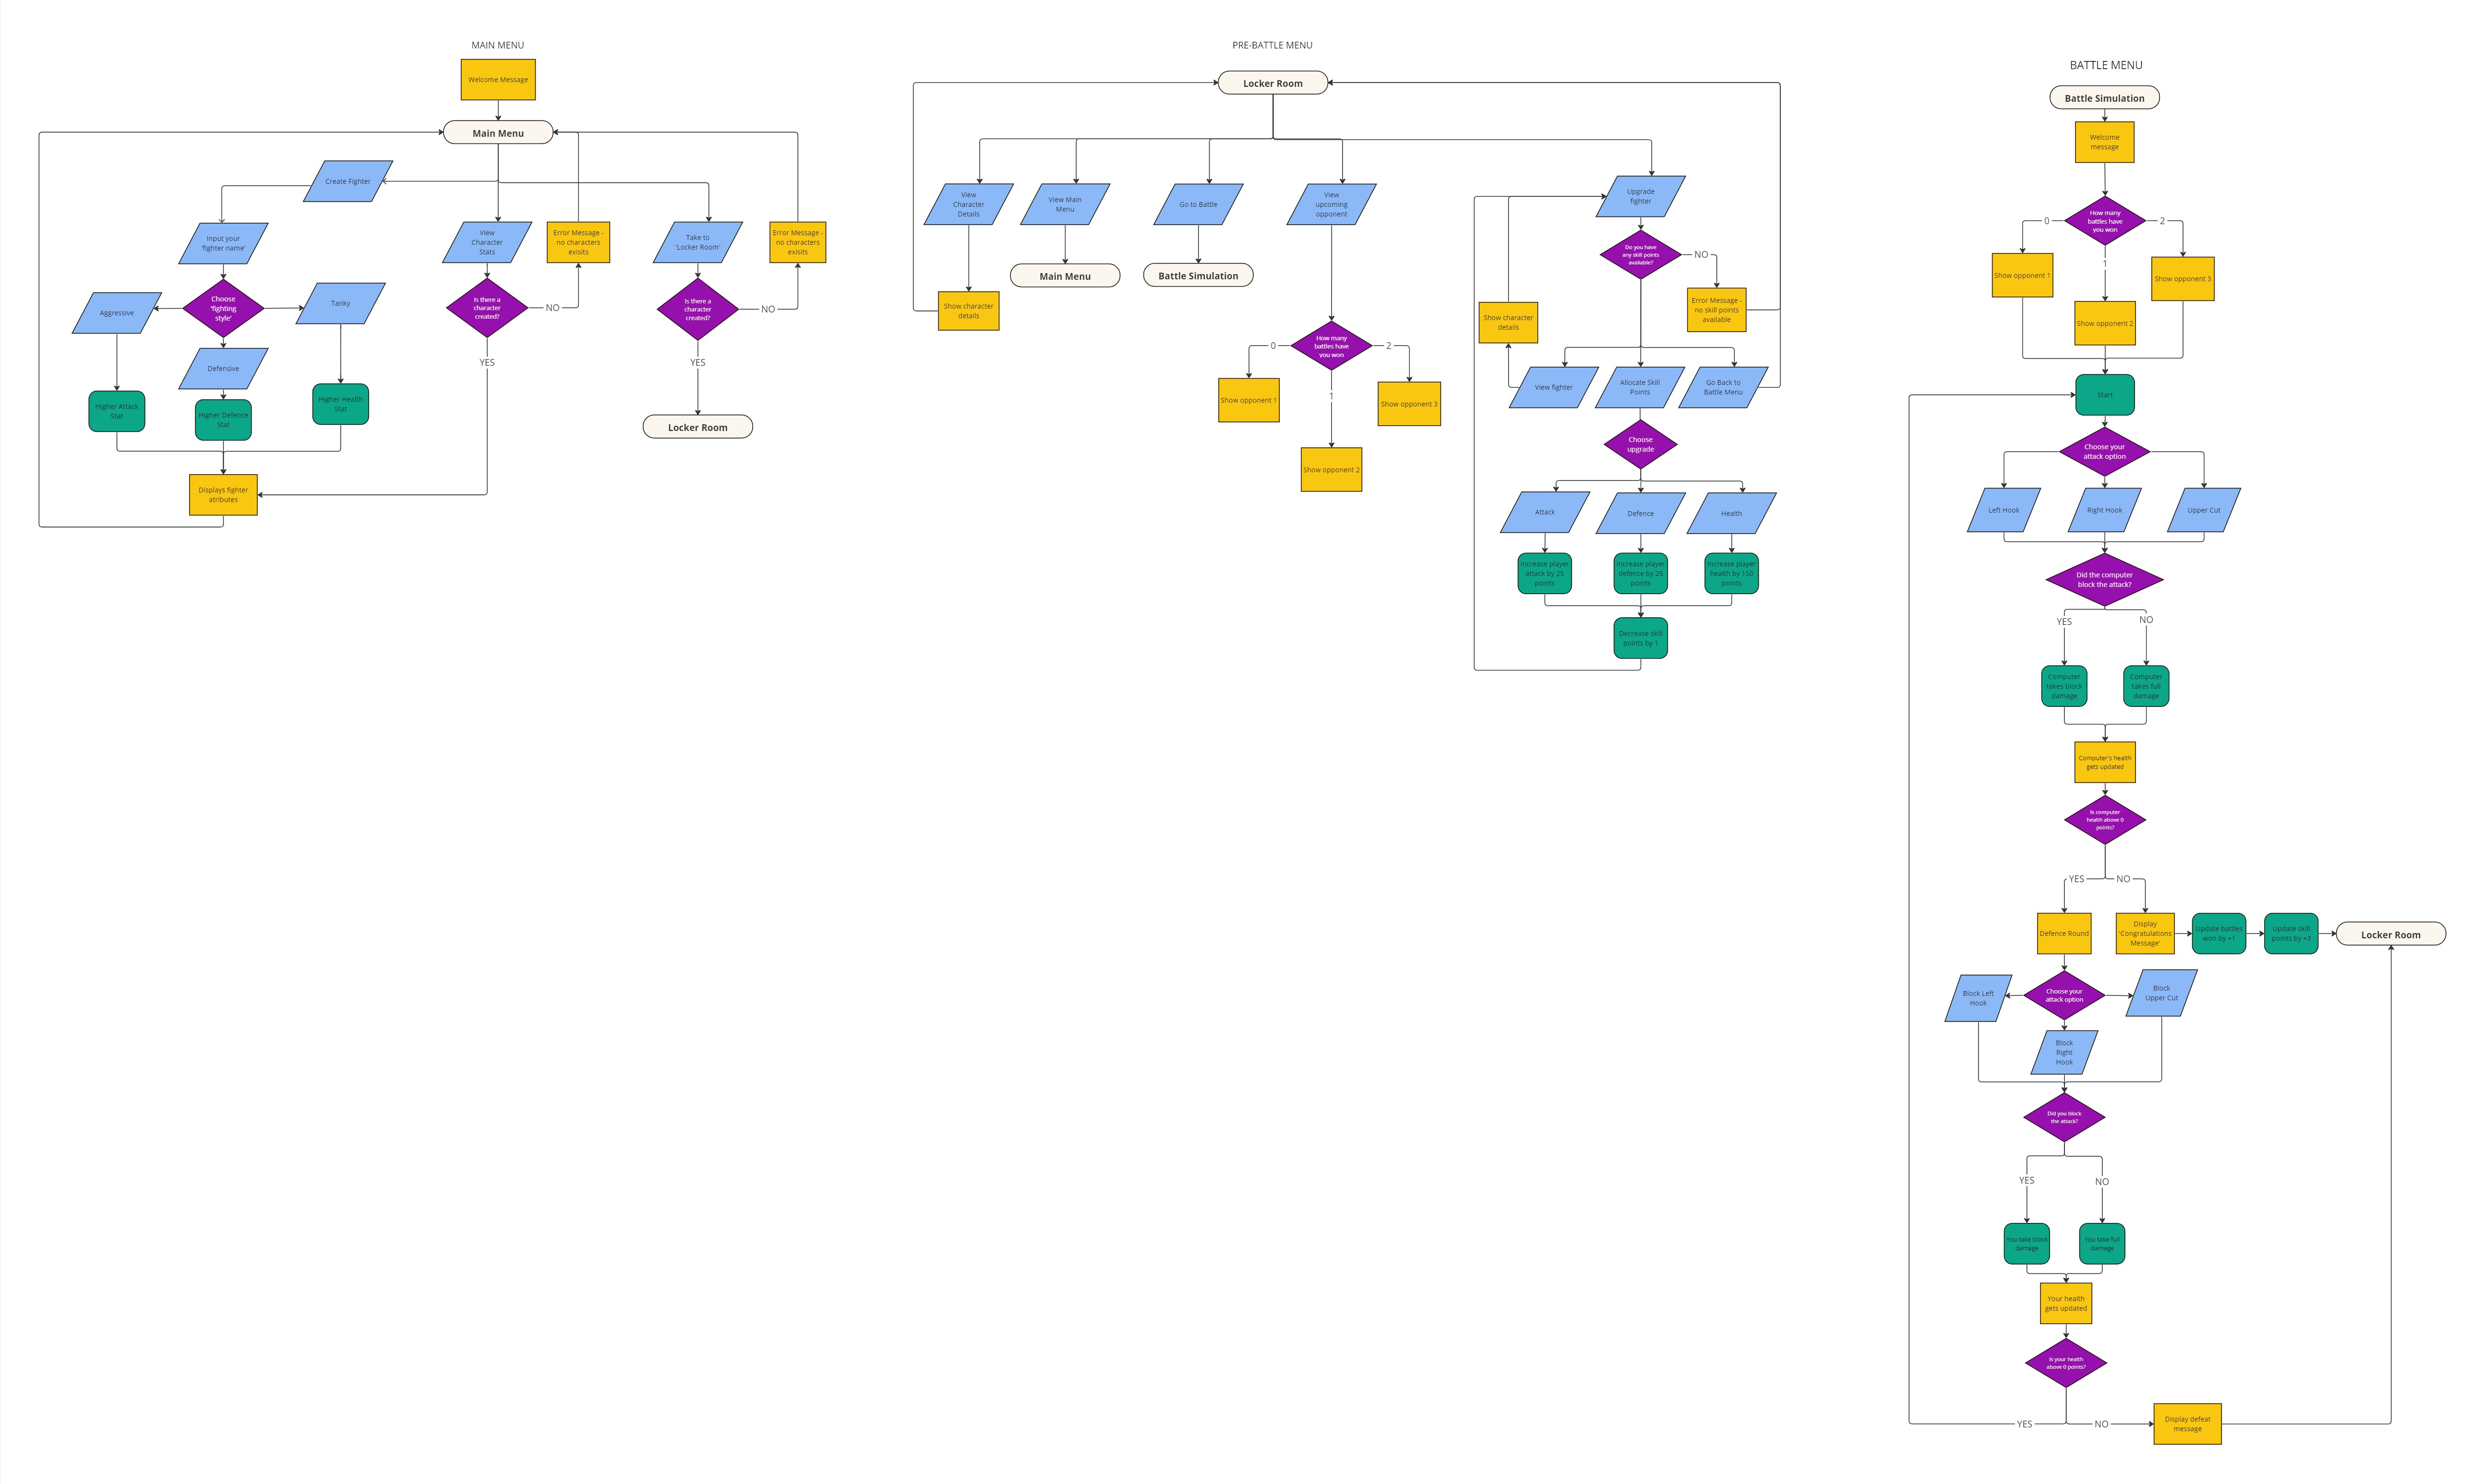 MAIN MENU
Welcome Message
Main Menu
Create Fighter
Input your
'fighter name'
View
Character
Stats
Error Message -
no characters
exisits
Take to
'Locker Room'
Error Message -
no characters
exisits
Aggressive
Choose
'fighting
style'
Tanky
Is there a
character
created?
NO
Is there a
character
created?
NO
Defensive
YES
YES
Higher Attack
Stat
Higher Defence
Stat
Higher Health
Stat
Locker Room
Displays fighter
atributes
PRE-BATTLE MENU
Locker Room
View
Character
Details
View Main
Menu
Go to Battle
View
upcoming
opponent
Upgrade
fighter
Main Menu
Battle Simulation
Do you have
any skill points
available?
NO
Show character
details
Show character
details
Error Message -
no skill points
available
How many
battles have
you won
0
2
1
Show opponent 1
Show opponent 3
Show opponent 2
View fighter
Allocate Skill
Points
Go Back to
Battle Menu
Choose
upgrade
Attack
Defence
Health
Increase player
attack by 25
points
Increase player
defence by 25
points
Increase player
health by 150
points
Decrease skill
points by 1
BATTLE MENU
Battle Simulation
Welcome
message
How many
battles have
you won
0
2
1
Show opponent 1
Show opponent 3
Show opponent 2
Start
Choose your
attack option
Left Hook
Right Hook
Upper Cut
Did the computer
block the attack?
YES
NO
Computer
takes block
damage
Computer
takes full
damage
Computer's health
gets updated
Is computer
health above 0
points?
YES
NO
Defence Round
Display
'Congratulations
Message'
Update battles
won by +1
Update skill
points by +3
Locker Room
Block Left
Hook
Choose your
attack option
Block
Upper Cut
Block
Right
Hook
Did you block
the attack?
YES
NO
You take block
damage
You take full
damage
Your health
gets updated
Is your health
above 0 points?
YES
NO
Display defeat
message